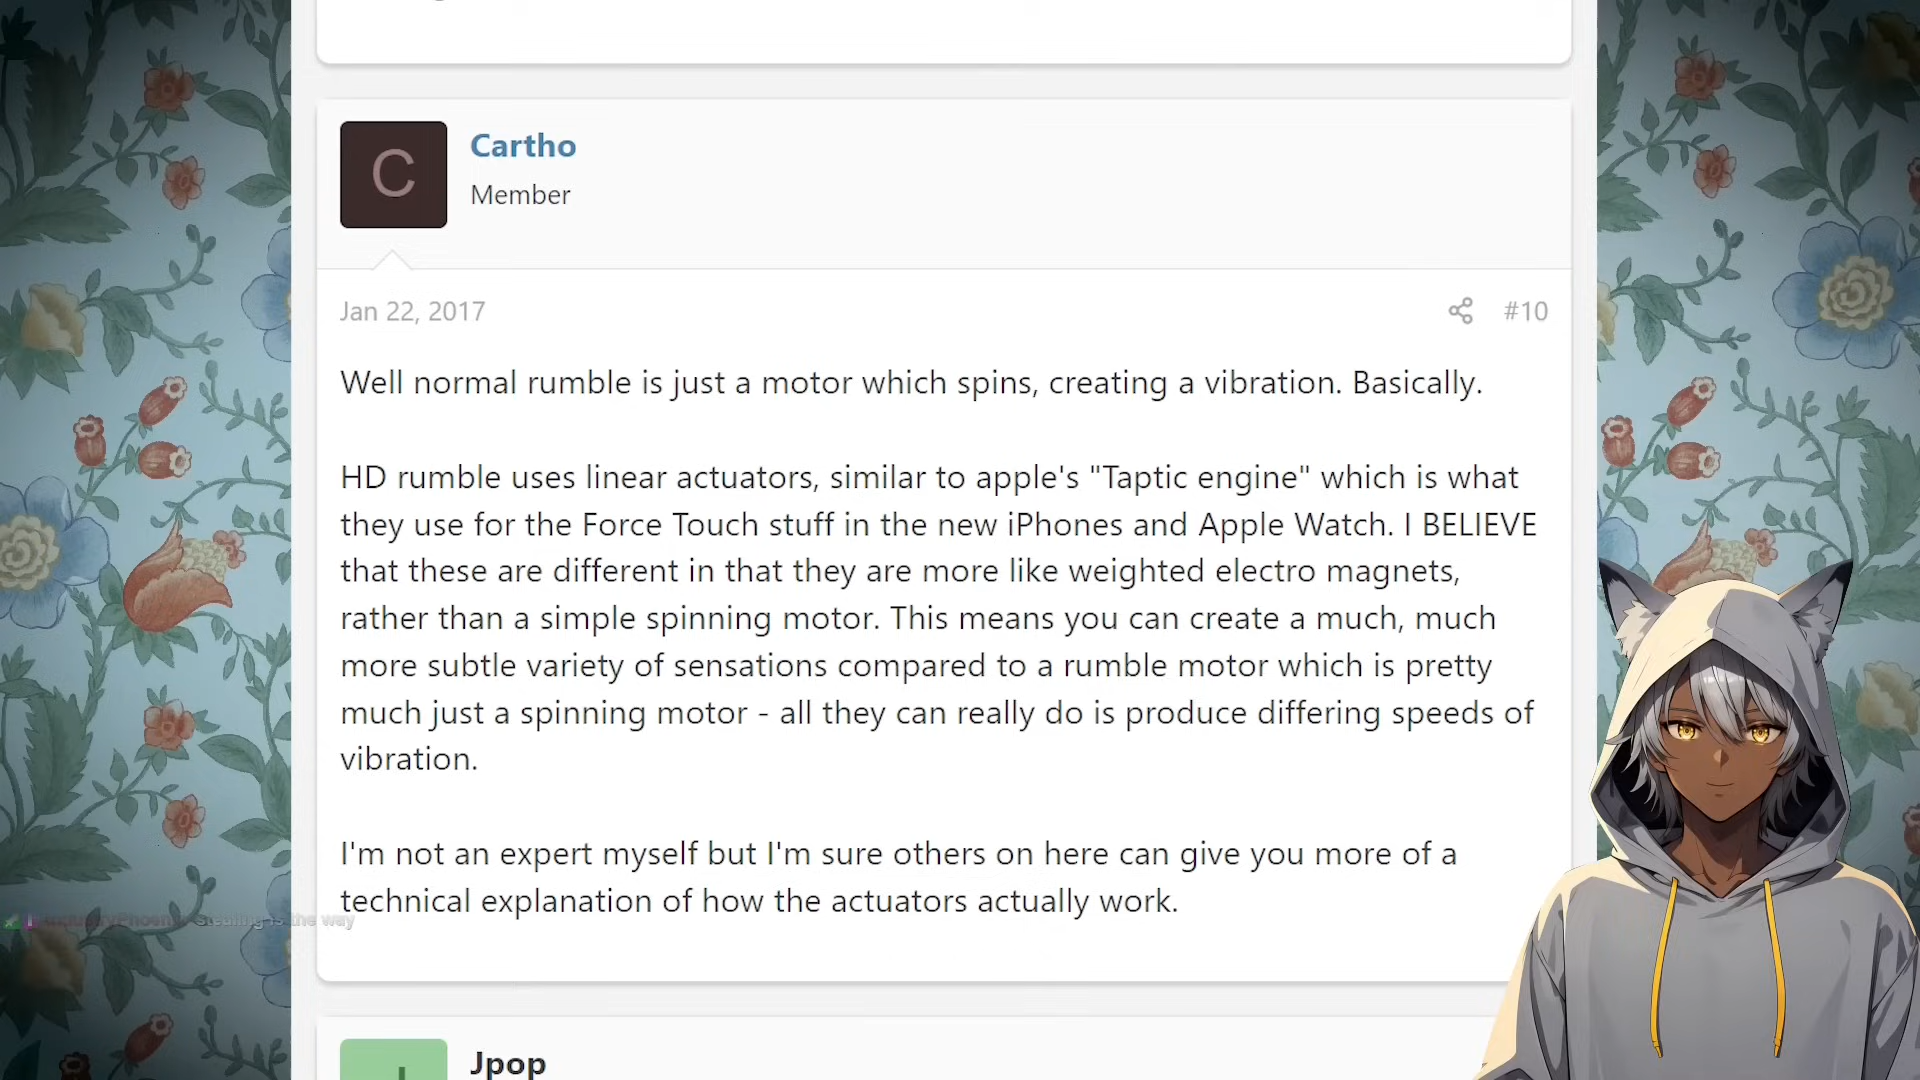 C
Cartho
Member
Jan 22, 2017
#10
Well normal rumble is just a motor which spins, creating a vibration. Basically.
HD rumble uses linear actuators, similar to apple's "Taptic engine" which is what
they use for the Force Touch stuff in the new iPhones and Apple Watch. I BELIEVE
that these are different in that they are more like weighted electro magnets,
rather than a simple spinning motor. This means you can create a much, much
more subtle variety of sensations compared to a rumble motor which is pretty
much just a spinning motor - all they can really do is produce differing speeds of
vibration.
I'm not an expert myself but I'm sure others on here can give you more of a
technical explanation of how the actuators actually work.
Stealing is the way
Jpop